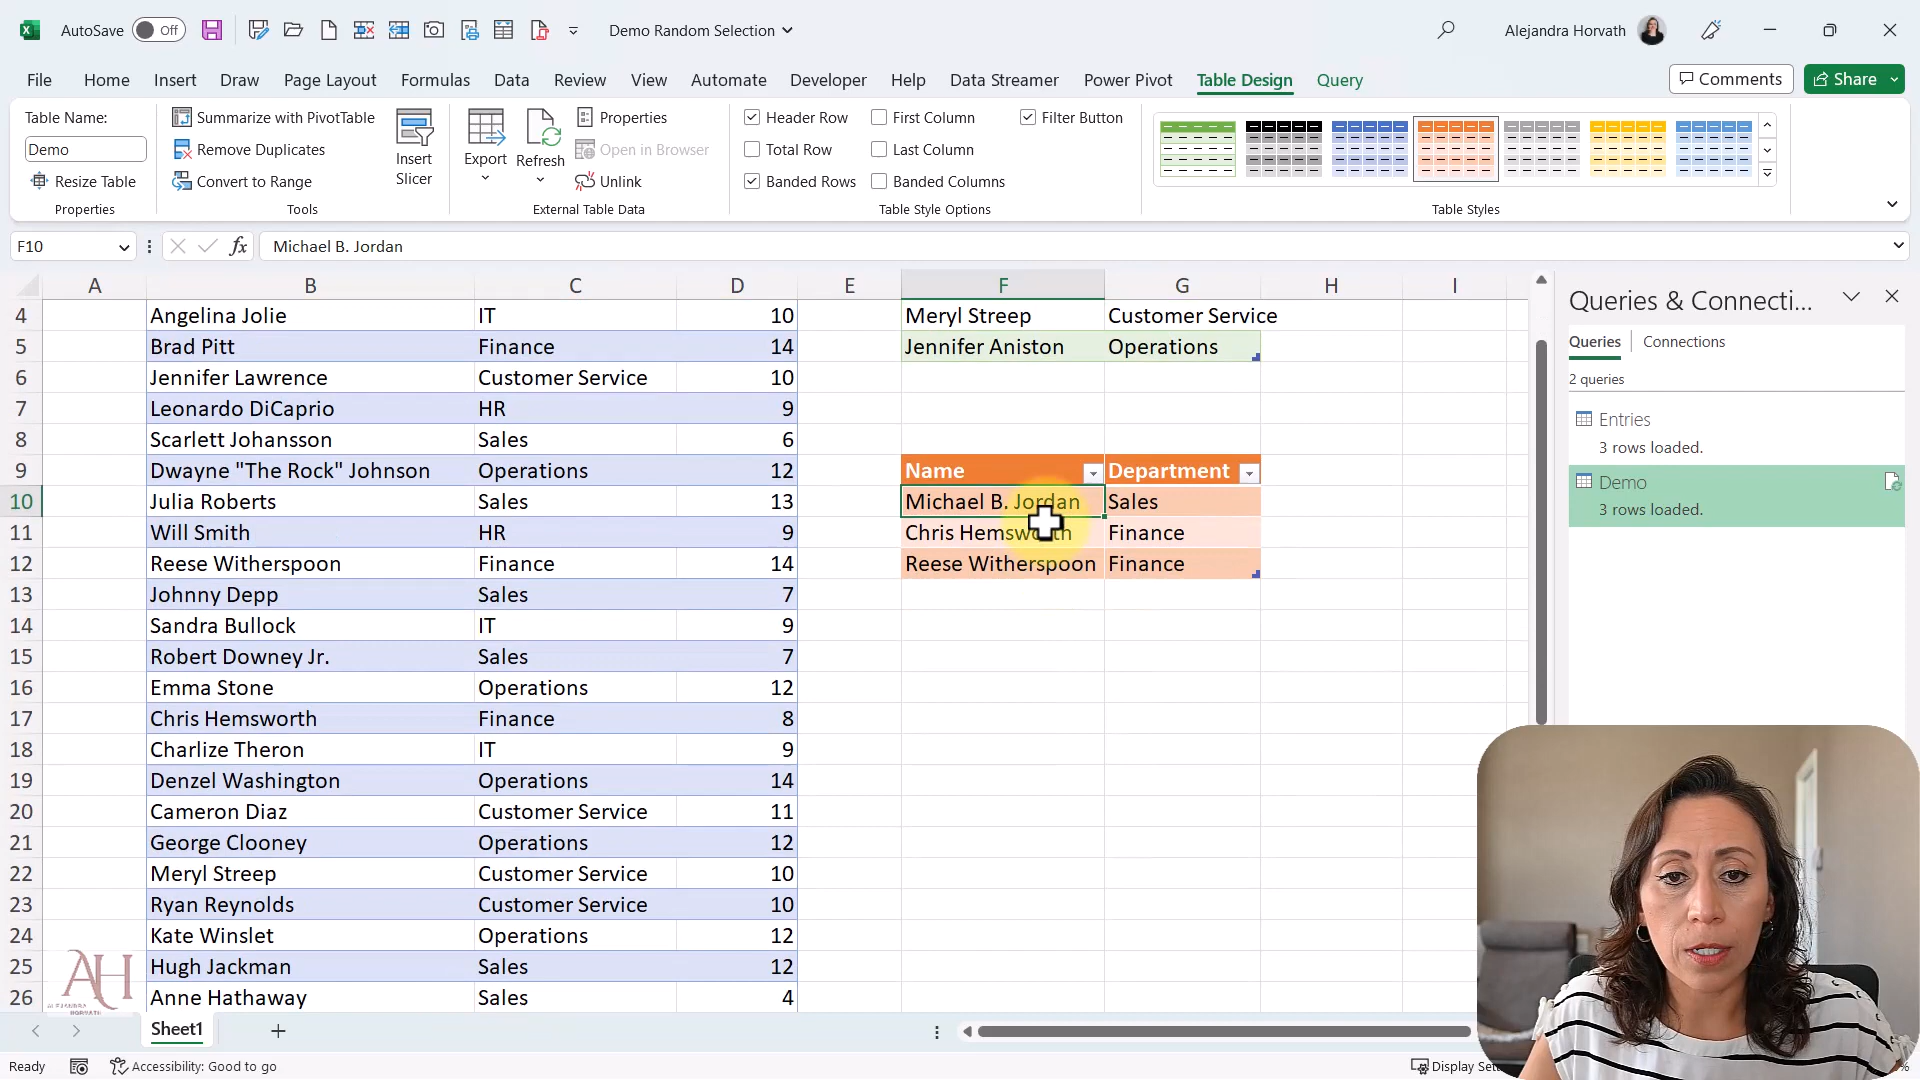 AutoSave Off Demo Random Selection Alejandra Horvath
File Home Insert Draw Page Layout Formulas Data Review View Automate Developer Help Data Streamer Power Pivot Table Design Query Comments Share
Table Name:
Demo
Resize Table
Properties
Summarize with PivotTable
Remove Duplicates
Convert to Range
Tools
Insert
Slicer
Export
Refresh
Properties
Open in Browser
Unlink
External Table Data
Header Row First Column Filter Button
Total Row Last Column
Banded Rows Banded Columns
Table Style Options
Table Styles
F10 fx Michael B. Jordan
A B C D E F G H I
4 Angelina Jolie IT 10 Meryl Streep Customer Service
5 Brad Pitt Finance 14 Jennifer Aniston Operations
6 Jennifer Lawrence Customer Service 10
7 Leonardo DiCaprio HR 9
8 Scarlett Johansson Sales 6
9 Dwayne "The Rock" Johnson Operations 12 Name Department
10 Julia Roberts Sales 13 Michael B. Jordan Sales
11 Will Smith HR 9 Chris Hemsworth Finance
12 Reese Witherspoon Finance 14 Reese Witherspoon Finance
13 Johnny Depp Sales 7
14 Sandra Bullock IT 9
15 Robert Downey Jr. Sales 7
16 Emma Stone Operations 12
17 Chris Hemsworth Finance 8
18 Charlize Theron IT 9
19 Denzel Washington Operations 14
20 Cameron Diaz Customer Service 11
21 George Clooney Operations 12
22 Meryl Streep Customer Service 10
23 Ryan Reynolds Customer Service 10
24 Kate Winslet Operations 12
25 Hugh Jackman Sales 12
26 Anne Hathaway Sales 4
Queries & Connecti...
Queries Connections
2 queries
Entries
3 rows loaded.
Demo
3 rows loaded.
AH
ALEJANDRA
HORVATH
Sheet1
Ready Accessibility: Good to go Display